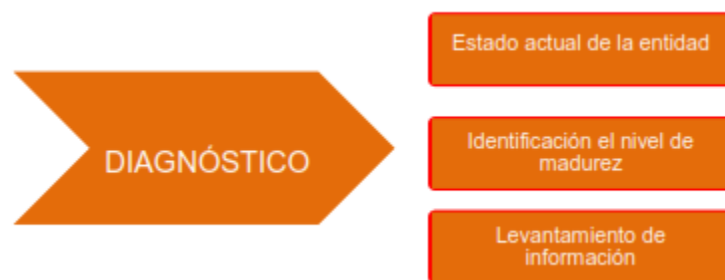 DIAGNÓSTICO
Estado actual de la entidad
Identificación el nivel de
madurez
Levantamiento de
información